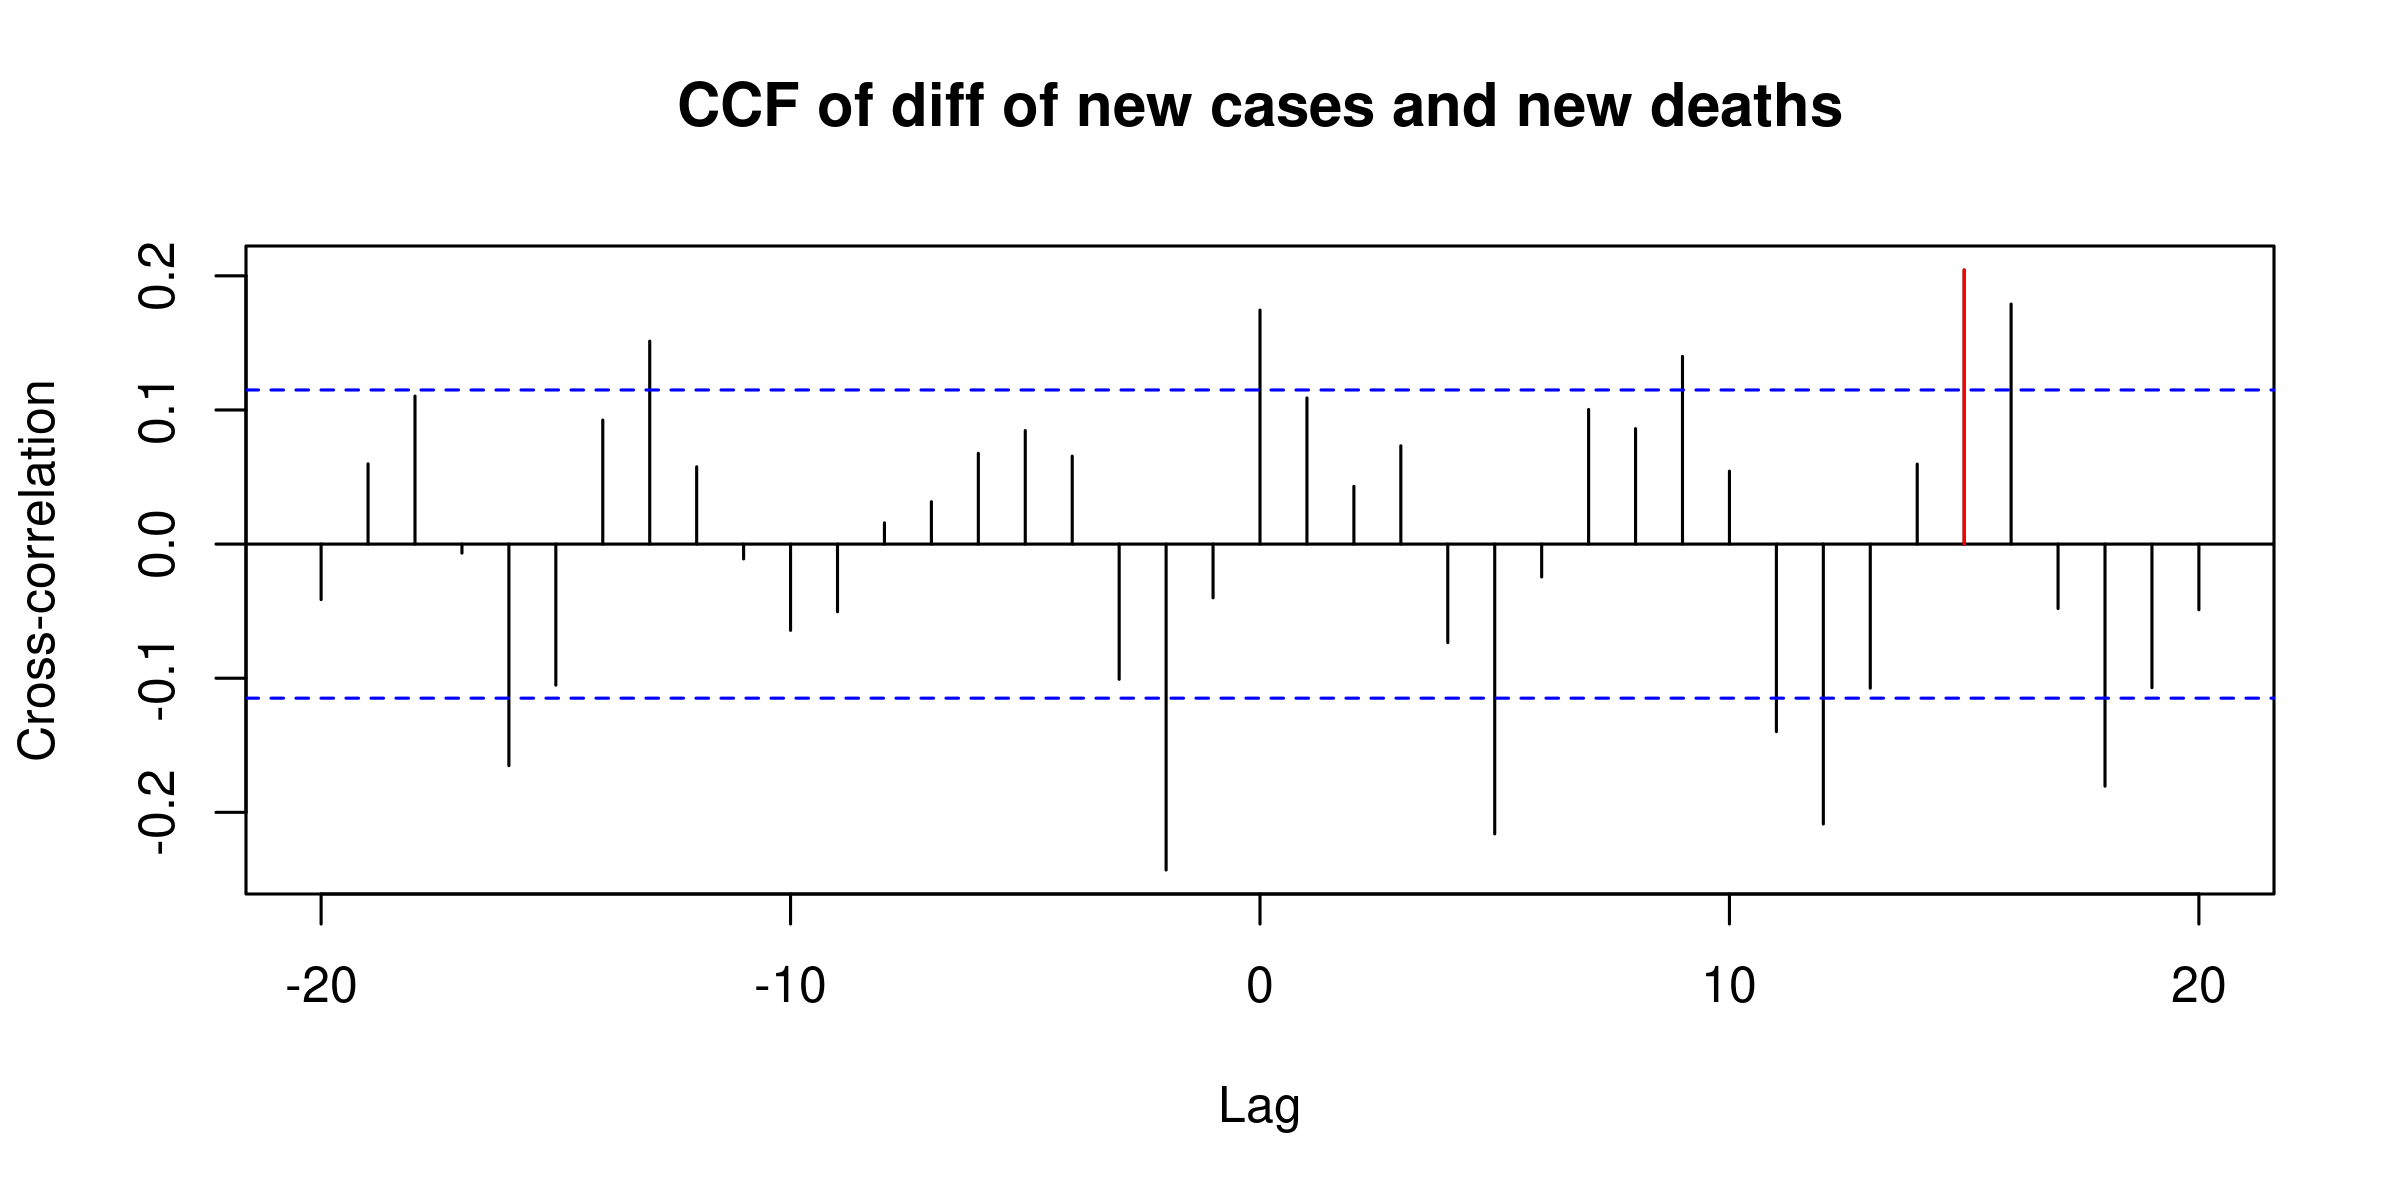 CCF of diff of new cases and new deaths
Cross-correlation
0.2
0.1
0.0
-0.1
-0.2
-20 -10 0 10 20
Lag